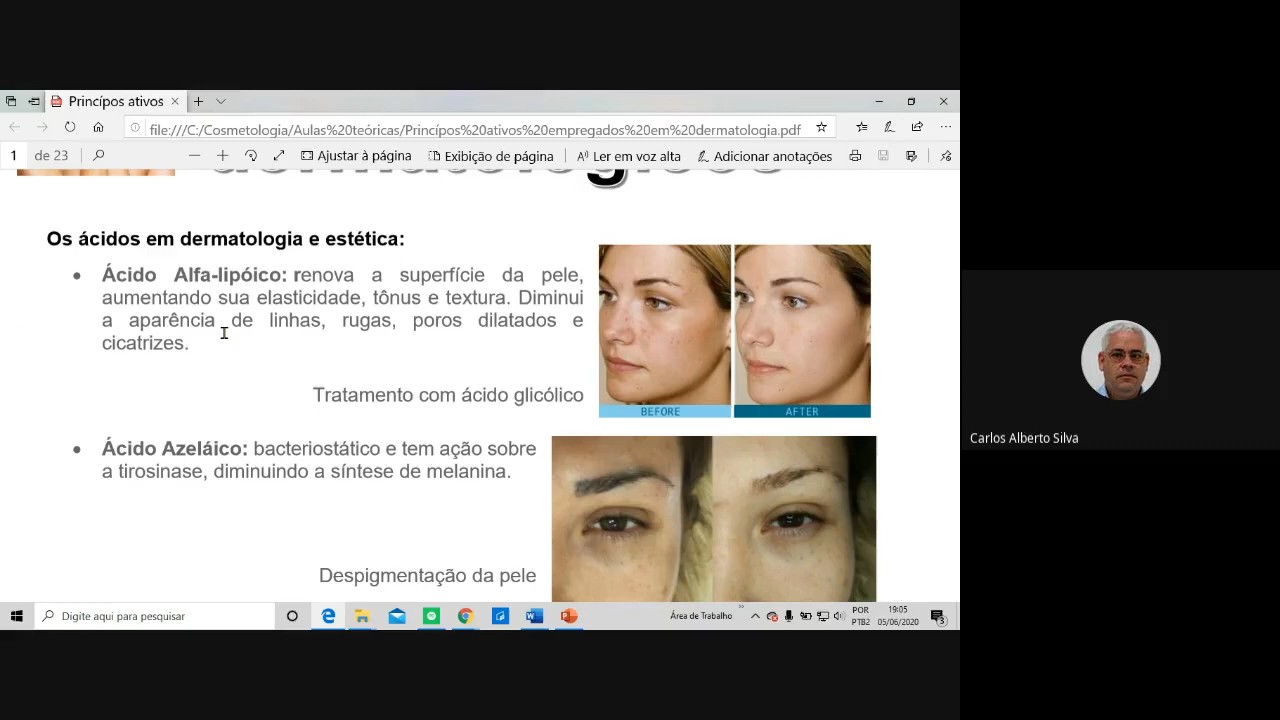 Princípos ativos
file:///C:/Cosmetologia/Aulas%20teóricas/Princípos%20ativos%20empregados%20em%20dermatologia.pdf
1 de 23
Ajustar à página
Exibição de página
Ler em voz alta
Adicionar anotações
Os ácidos em dermatologia e estética:
• Ácido Alfa-lipóico: renova a superfície da pele,
aumentando sua elasticidade, tônus e textura. Diminui
a aparência de linhas, rugas, poros dilatados e
cicatrizes.
Tratamento com ácido glicólico
BEFORE
AFTER
• Ácido Azeláico: bacteriostático e tem ação sobre
a tirosinase, diminuindo a síntese de melanina.
Despigmentação da pele
Carlos Alberto Silva
Digite aqui para pesquisar
Área de Trabalho
POR
PTB2
19:05
05/06/2020
3